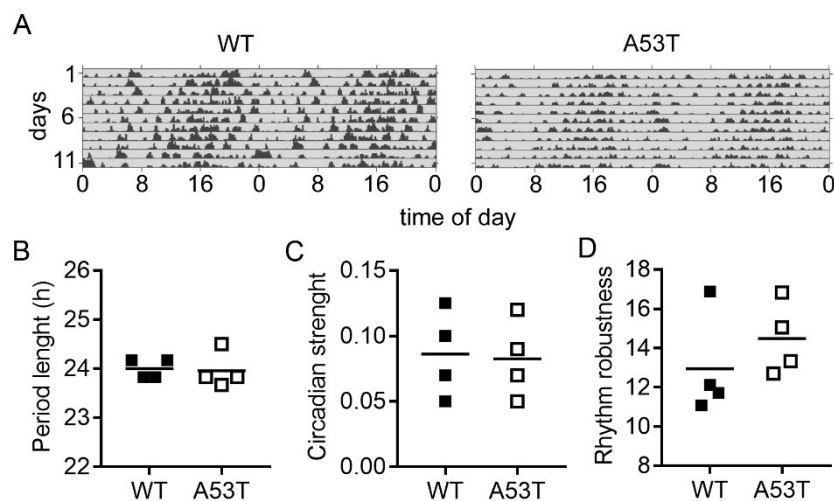 A
WT
A53T
days
1
6
11
0 8 16 0 8 16 0
0 8 16 0 8 16 0
time of day
B
Period lenght (h)
26
25
24
23
22
WT A53T
C
Circadian strenght
0.15
0.10
0.05
0.00
WT A53T
D
Rhythm robustness
18
16
14
12
10
8
WT A53T